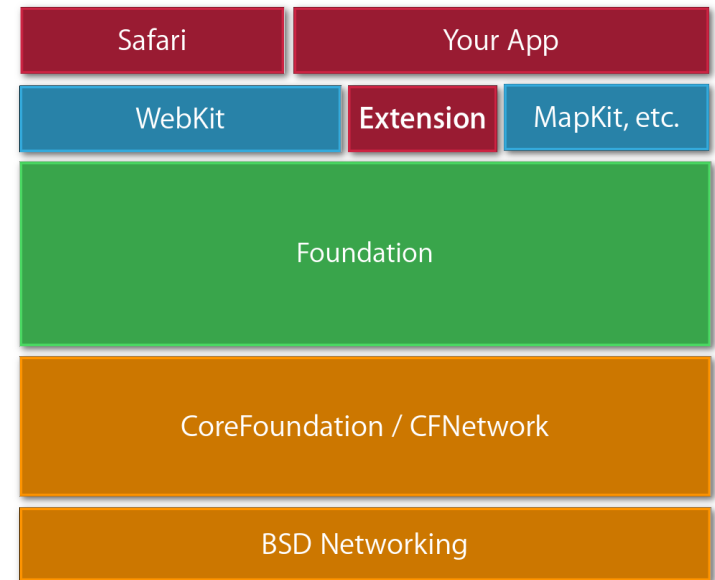 Safari
Your App
WebKit
Extension
MapKit, etc.
Foundation
CoreFoundation / CFNetwork
BSD Networking